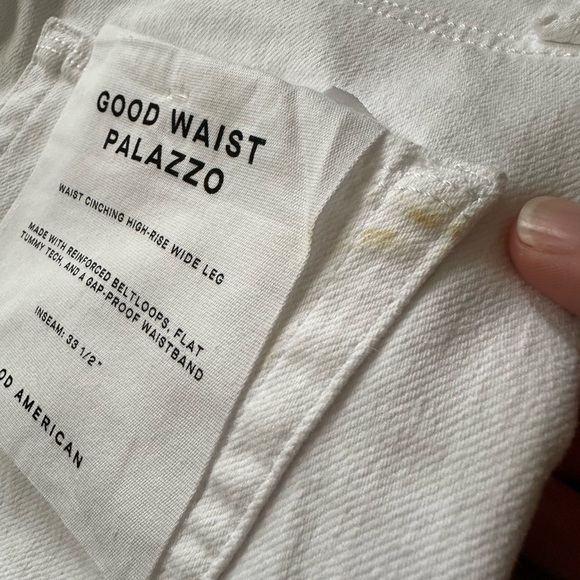 GOOD WAIST
PALAZZO
WAIST CINCHING HIGH-RISE WIDE LEG
MADE WITH REINFORCED BELTLOOPS, FLAT
TUMMY TECH, AND A GAP-PROOF WAISTBAND
INSEAM: 33 1/2"
OD AMERICAN